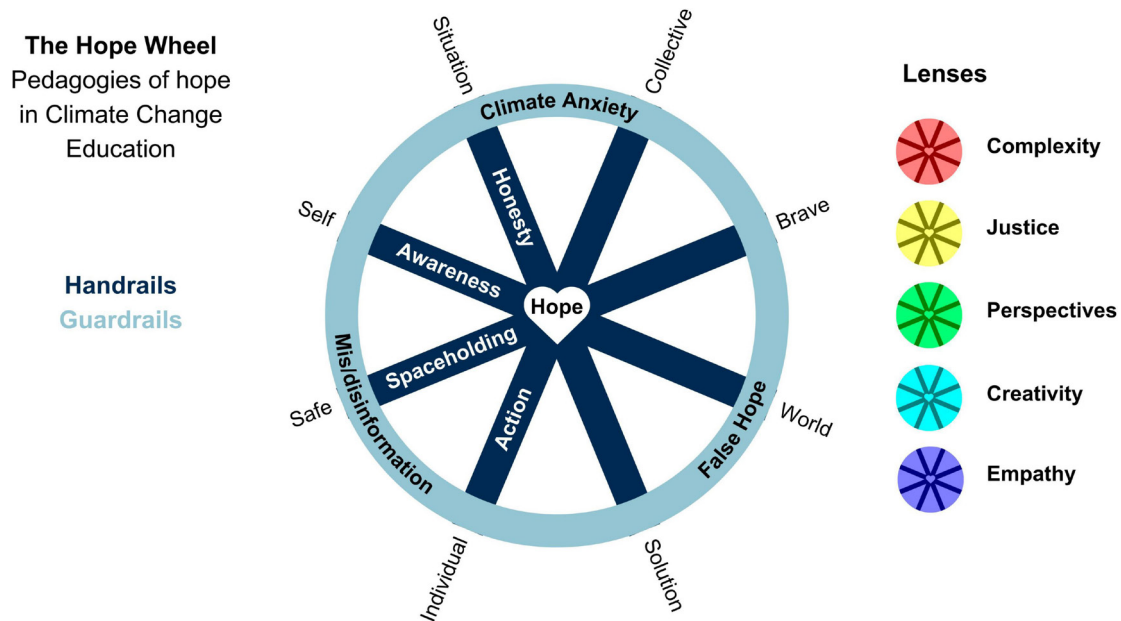 The Hope Wheel
Pedagogies of hope
in Climate Change
Education
Handrails
Guardrails
Situation
Collective
Climate Anxiety
Self
Brave
Honesty
Awareness
Hope
Spaceholding
Action
Safe
World
Mis/disinformation
False Hope
Individual
Solution
Lenses
Complexity
Justice
Perspectives
Creativity
Empathy